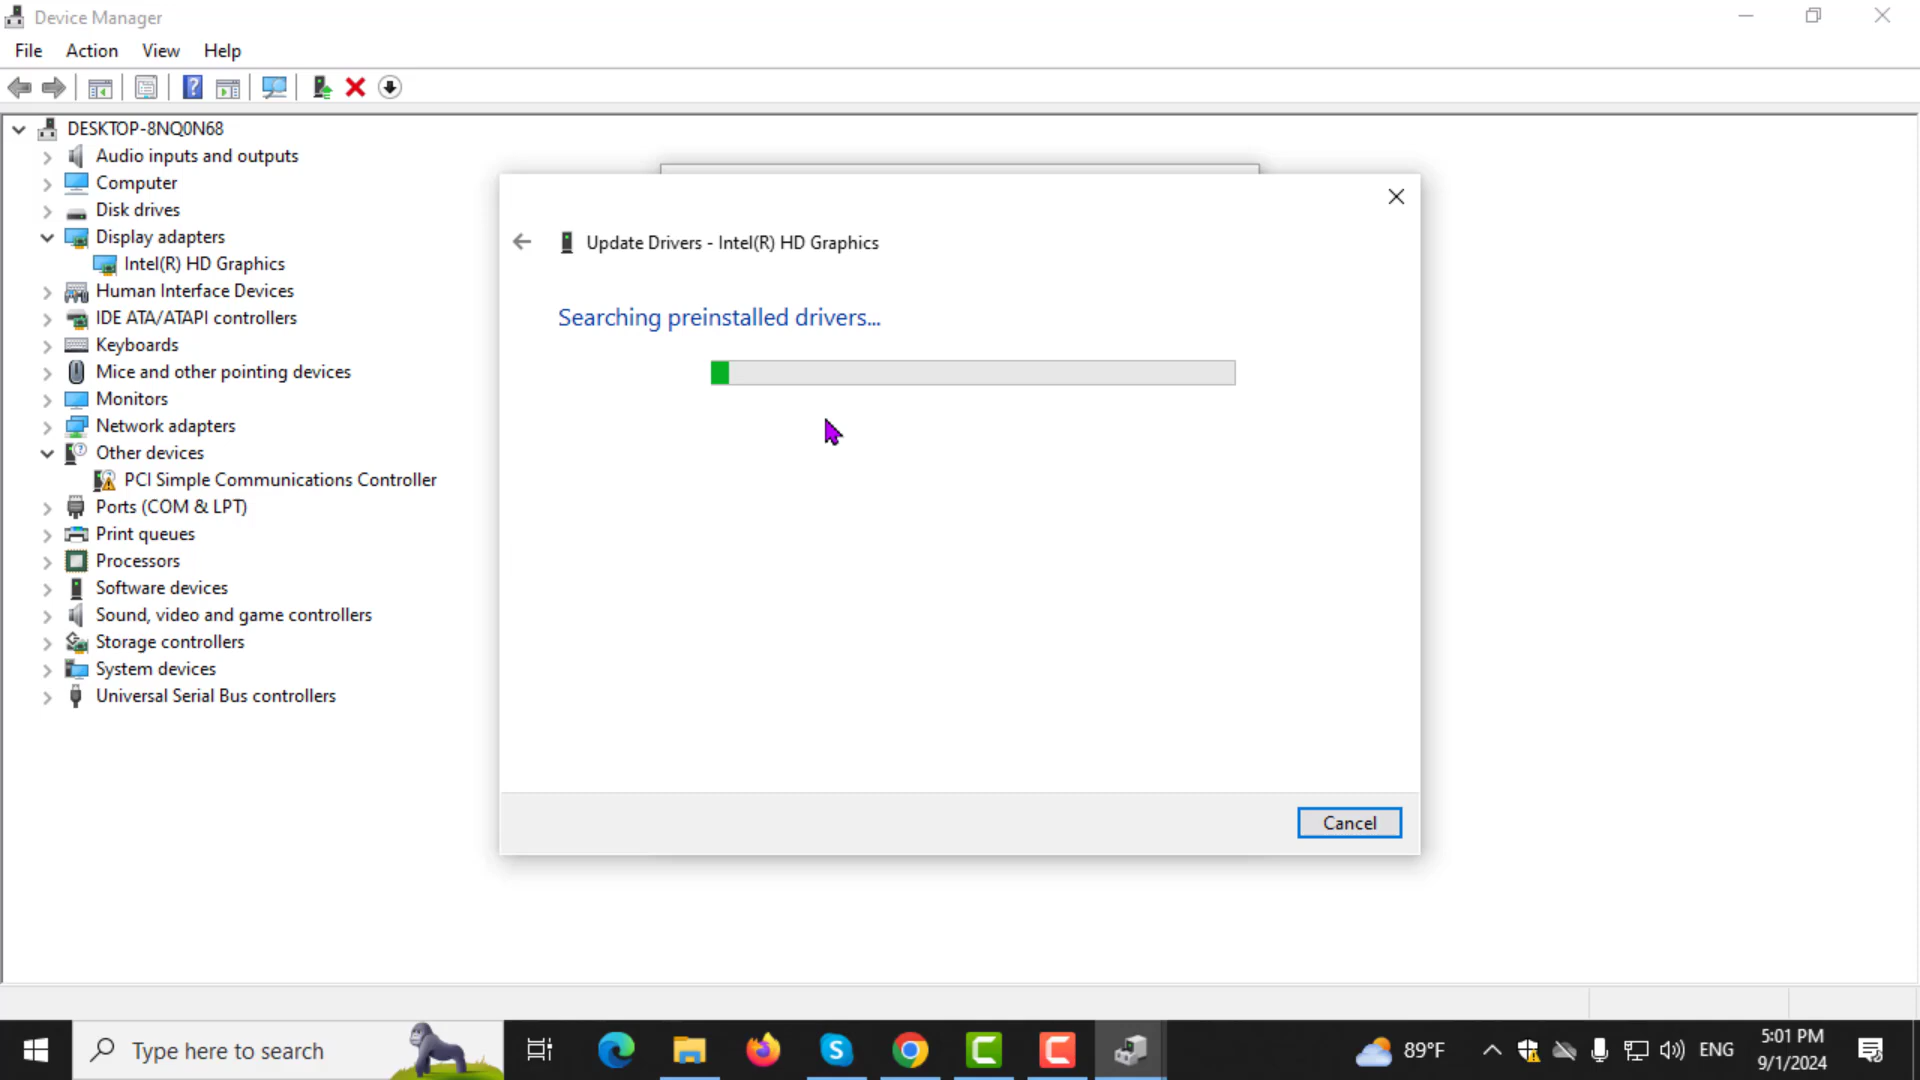 Device Manager
File Action View Help
DESKTOP-8NQ0N68
Audio inputs and outputs
Computer
Disk drives
Display adapters
Intel(R) HD Graphics
Human Interface Devices
IDE ATA/ATAPI controllers
Keyboards
Mice and other pointing devices
Monitors
Network adapters
Other devices
PCI Simple Communications Controller
Ports (COM & LPT)
Print queues
Processors
Software devices
Sound, video and game controllers
Storage controllers
System devices
Universal Serial Bus controllers
Update Drivers - Intel(R) HD Graphics
Searching preinstalled drivers...
Cancel
Type here to search
89°F
ENG
5:01 PM
9/1/2024